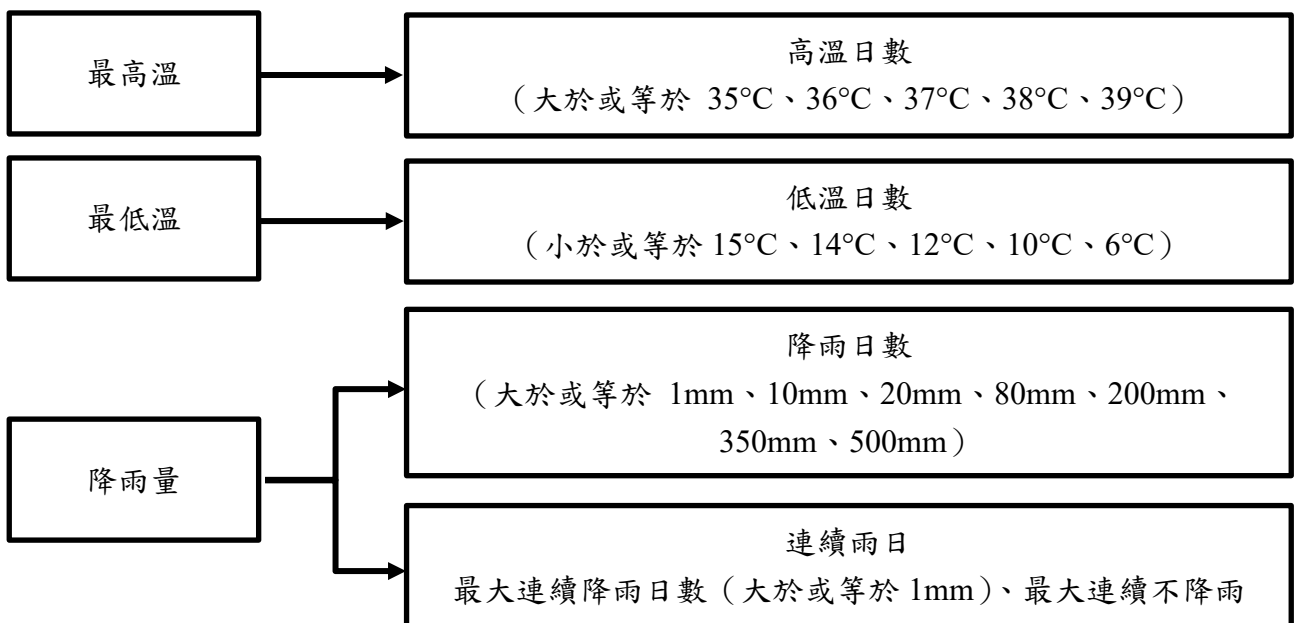 最高溫
高溫日數
（大於或等於 35°C、36°C、37°C、38°C、39°C）
最低溫
低溫日數
（小於或等於 15°C、14°C、12°C、10°C、6°C）
降雨量
降雨日數
（大於或等於 1mm、10mm、20mm、80mm、200mm、
350mm、500mm）
連續雨日
最大連續降雨日數（大於或等於 1mm）、最大連續不降雨